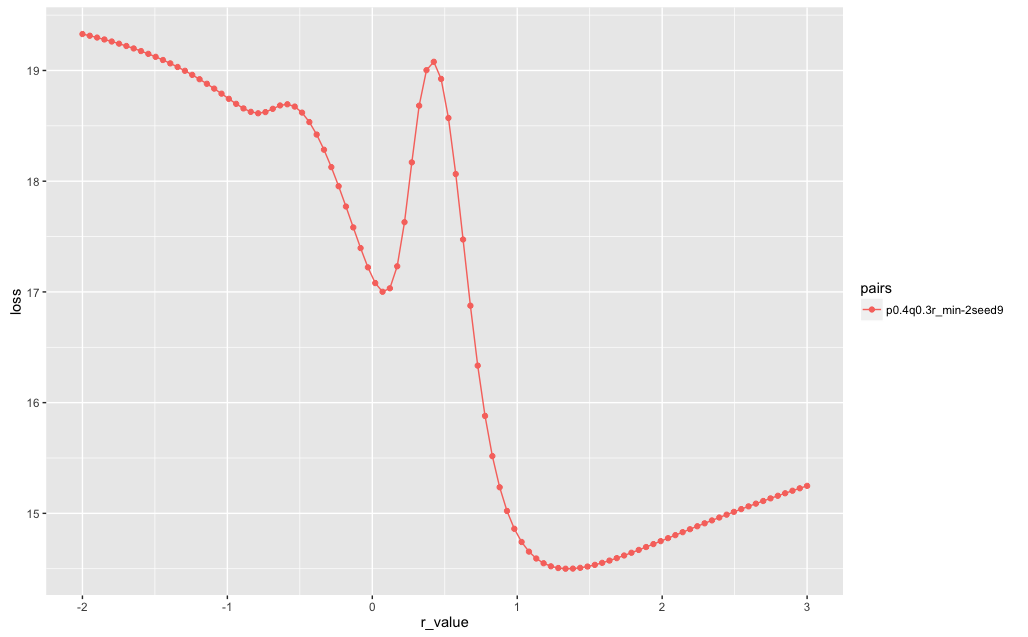 19
18
17
16
15
loss
-2
-1
0
1
2
3
r_value
pairs
p0.4q0.3r_min-2seed9